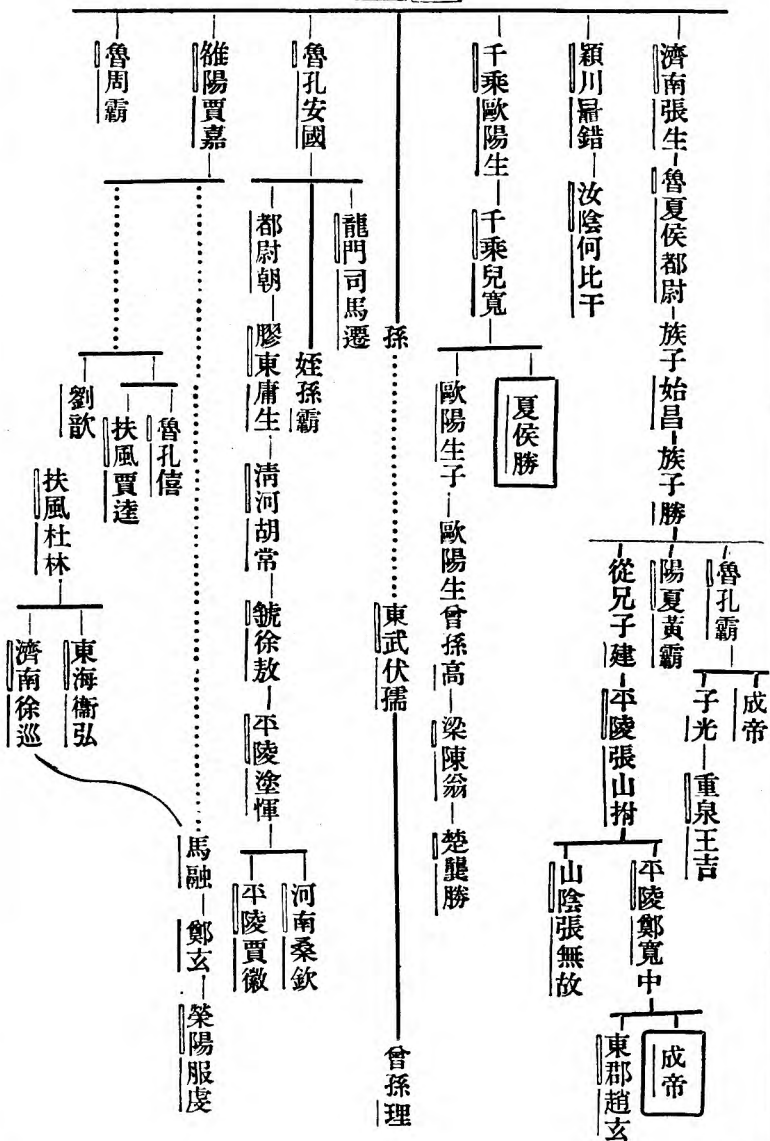 濟南張生
魯夏侯都尉
族子始昌
族子勝
魯孔霸
成帝
子光
重泉王吉
陽夏黃霸
從兄子建
平陵張山拊
平陵鄭寬中
成帝
東郡趙玄
山陰張無故
潁川鼂錯
汝陰何比干
千乘歐陽生
千乘兒寬
夏侯勝
歐陽生子
歐陽生曾孫高
梁陳翁
楚龔勝
孫
東武伏孺
曾孫理
魯孔安國
龍門司馬遷
姪孫霸
都尉朝
膠東庸生
清河胡常
虢徐敖
平陵塗惲
河南桑欽
平陵賈徽
雒陽賈嘉
魯周霸
魯孔僖
扶風賈逵
劉歆
扶風杜林
東海衞弘
濟南徐巡
馬融
鄭玄
榮陽服虔